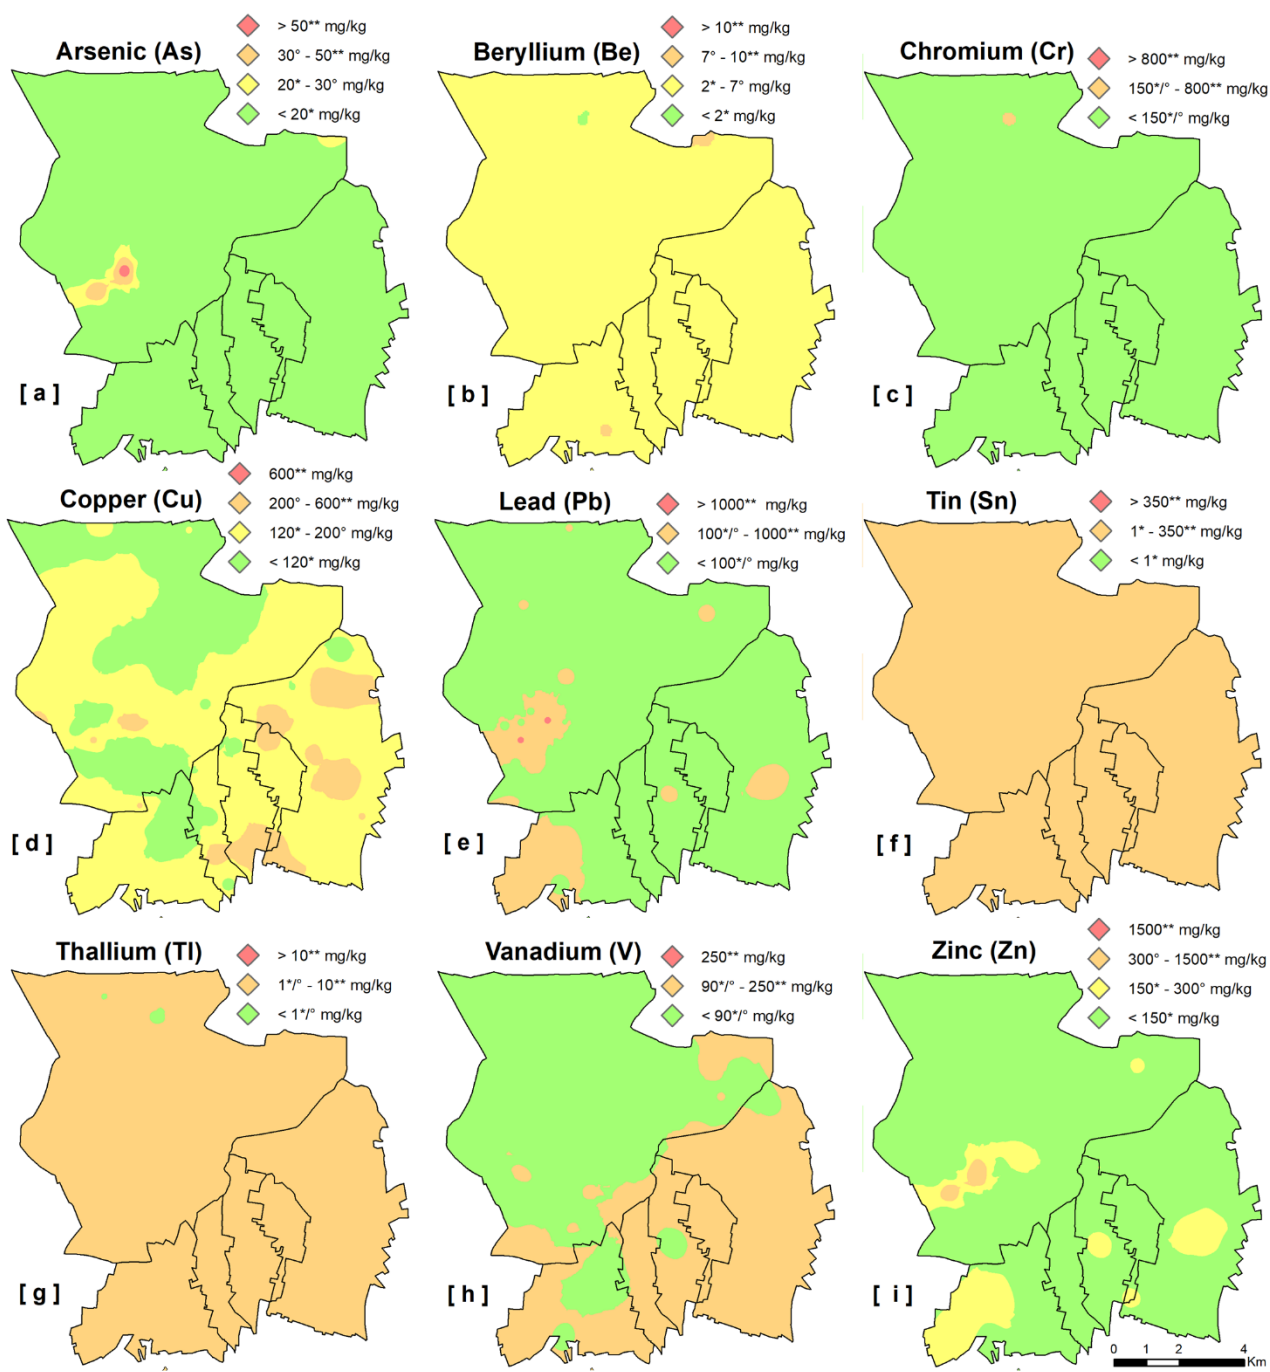 Arsenic (As)
> 50** mg/kg
30° - 50** mg/kg
20* - 30° mg/kg
< 20* mg/kg
[ a ]
Beryllium (Be)
> 10** mg/kg
7° - 10** mg/kg
2* - 7° mg/kg
< 2* mg/kg
[ b ]
Chromium (Cr)
> 800** mg/kg
150*/° - 800** mg/kg
< 150*/° mg/kg
[ c ]
Copper (Cu)
600** mg/kg
200° - 600** mg/kg
120* - 200° mg/kg
< 120* mg/kg
[ d ]
Lead (Pb)
> 1000** mg/kg
100*/° - 1000** mg/kg
< 100*/° mg/kg
[ e ]
Tin (Sn)
> 350** mg/kg
1* - 350** mg/kg
< 1* mg/kg
[ f ]
Thallium (Tl)
> 10** mg/kg
1*/° - 10** mg/kg
< 1*/° mg/kg
[ g ]
Vanadium (V)
250** mg/kg
90*/° - 250** mg/kg
< 90*/° mg/kg
[ h ]
Zinc (Zn)
1500** mg/kg
300° - 1500** mg/kg
150* - 300° mg/kg
< 150* mg/kg
[ i ]
0 1 2 4
Km